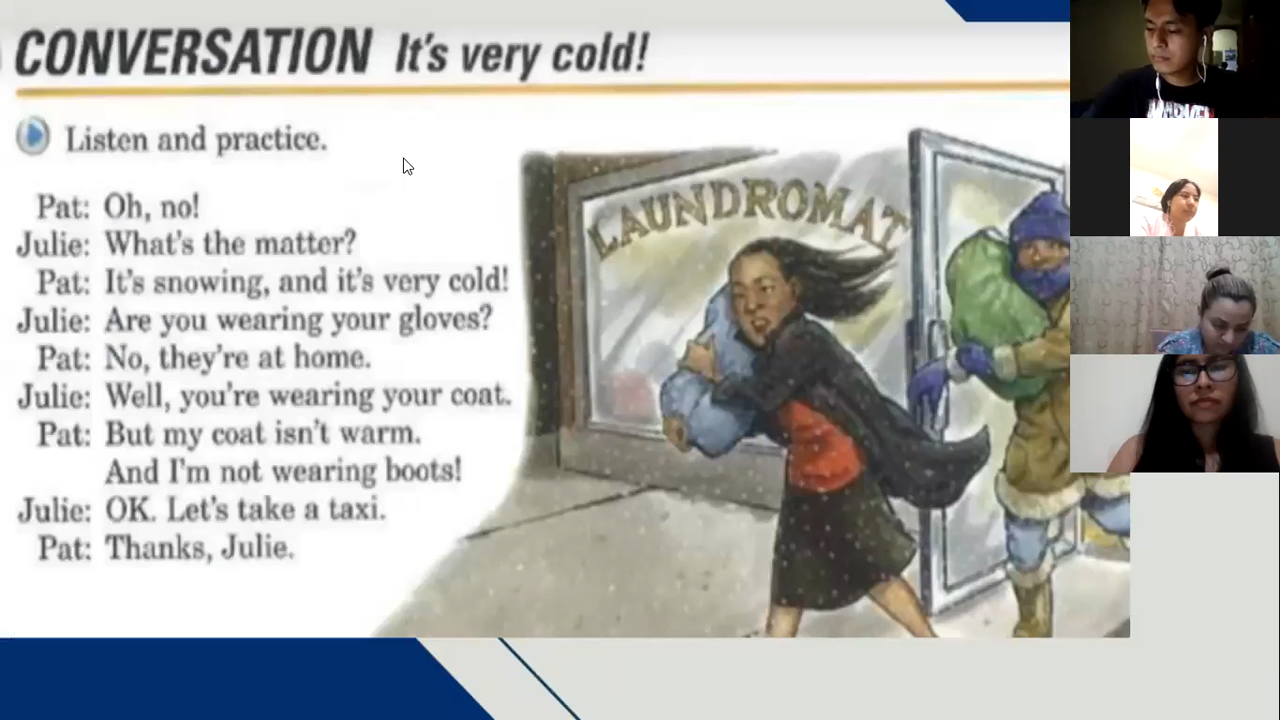 CONVERSATION It's very cold!
Listen and practice.
Pat: Oh, no!
Julie: What's the matter?
Pat: It's snowing, and it's very cold!
Julie: Are you wearing your gloves?
Pat: No, they're at home.
Julie: Well, you're wearing your coat.
Pat: But my coat isn't warm.
And I'm not wearing boots!
Julie: OK. Let's take a taxi.
Pat: Thanks, Julie.
LAUNDROMAT